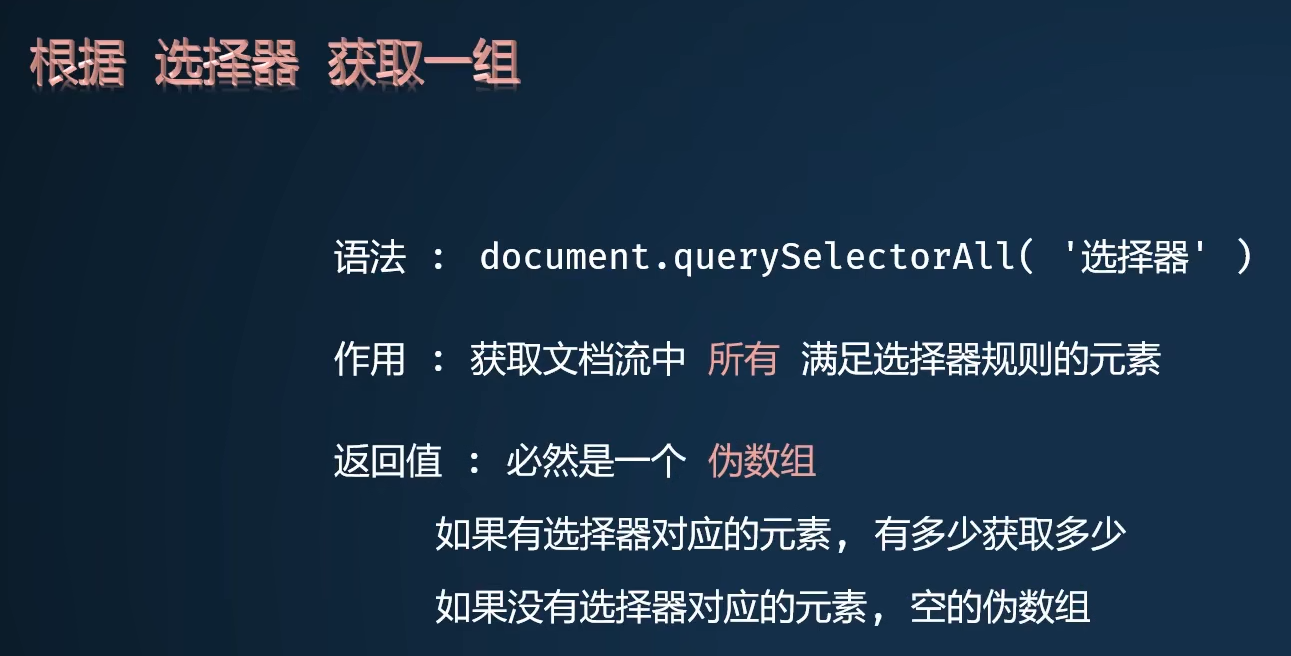 根据 选择器 获取一组
语法 : document.querySelectorAll( '选择器' )
作用 : 获取文档流中 所有 满足选择器规则的元素
返回值 : 必然是一个 伪数组
如果有选择器对应的元素, 有多少获取多少
如果没有选择器对应的元素, 空的伪数组